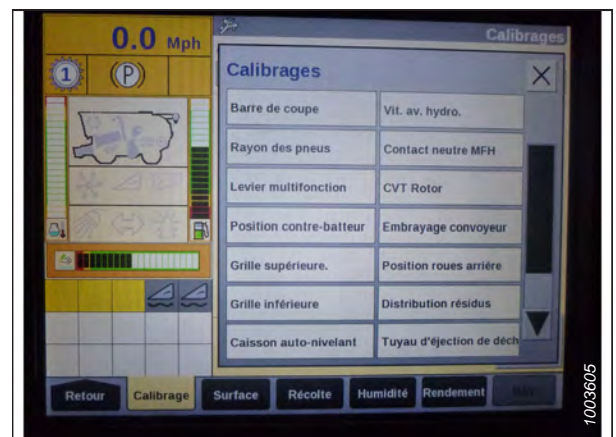 0.0 Mph
Calibrages
1
(P)
Calibrages
Barre de coupe
Vit. av. hydro.
Rayon des pneus
Contact neutre MFH
Levier multifonction
CVT Rotor
Position contre-batteur
Embrayage convoyeur
Grille supérieure.
Position roues arrière
Grille inférieure
Distribution résidus
Caisson auto-nivelant
Tuyau d'éjection de déch
Retour
Calibrage
Surface
Récolte
Humidité
Rendement
1003605